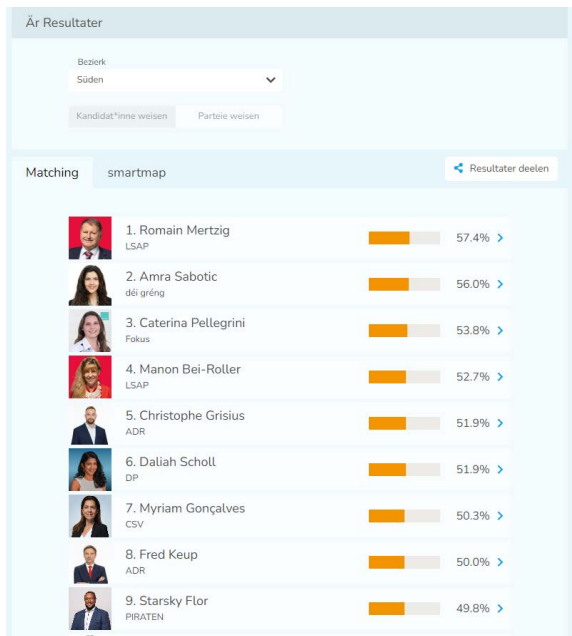 Är Resultater
Bezierk
Süden
Kandidat*inne weisen Parteie weisen
Matching smartmap Resultater deelen
1. Romain Mertzig
LSAP
57.4%
2. Amra Sabotic
déi gréng
56.0%
3. Caterina Pellegrini
Fokus
53.8%
4. Manon Bei-Roller
LSAP
52.7%
5. Christophe Grisius
ADR
51.9%
6. Daliah Scholl
DP
51.9%
7. Myriam Gonçalves
CSV
50.3%
8. Fred Keup
ADR
50.0%
9. Starsky Flor
PIRATEN
49.8%